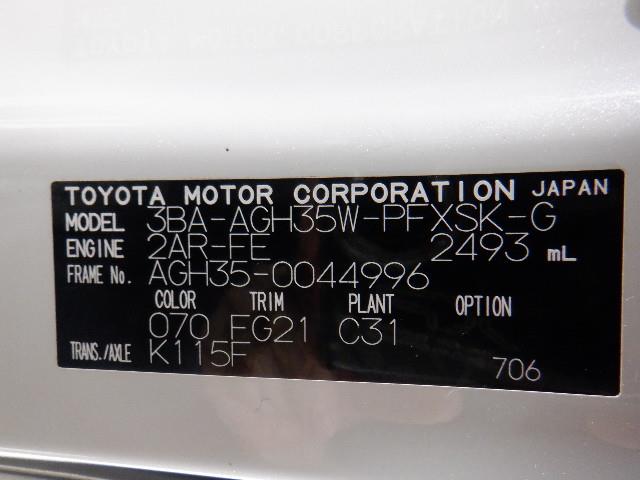 TOYOTA MOTOR CORPORATION JAPAN
MODEL 3BA-AGH35W-PFXSK-G
ENGINE 2AR-FE 2493 mL
FRAME No. AGH35-0044996
COLOR TRIM PLANT OPTION
070 FG21 C31
TRANS./AXLE K115F 706